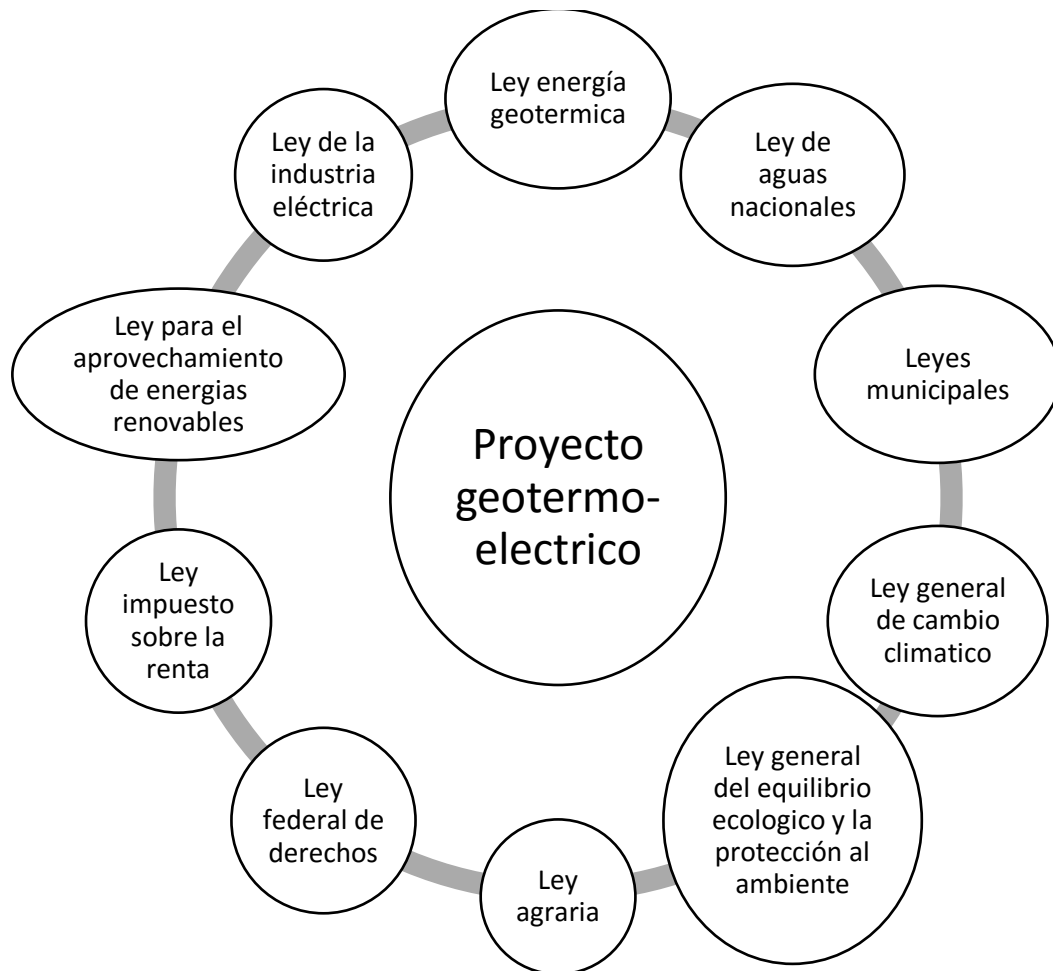 Ley energía
geotermica
Ley de
aguas
nacionales
Leyes
municipales
Ley general
de cambio
climatico
Ley general
del equilibrio
ecologico y la
protección al
ambiente
Ley
agraria
Ley
federal de
derechos
Ley
impuesto
sobre la
renta
Ley para el
aprovechamiento
de energias
renovables
Ley de la
industria
eléctrica
Proyecto
geotermo-
electrico